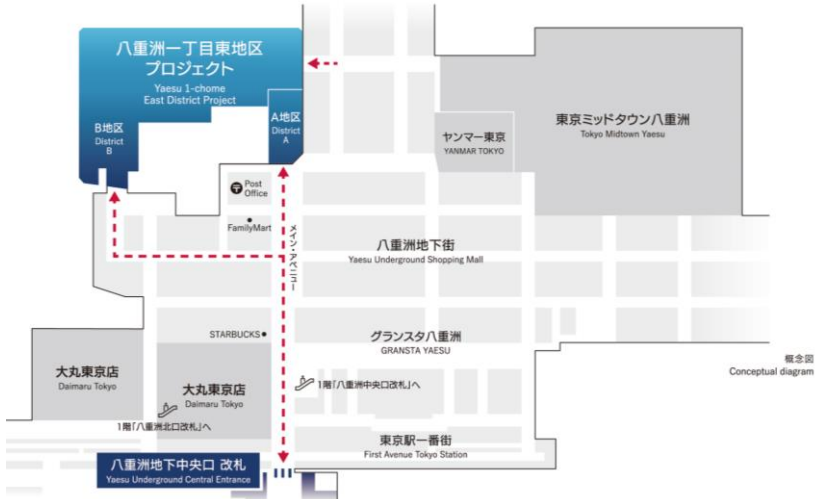 八重洲一丁目東地区
プロジェクト
Yaesu 1-chome
East District Project
B地区
District
B
A地区
District
A
ヤンマー東京
YANMAR TOKYO
東京ミッドタウン八重洲
Tokyo Midtown Yaesu
Post
Office
FamilyMart
メイン・アベニュー
八重洲地下街
Yaesu Underground Shopping Mall
STARBUCKS
グランスタ八重洲
GRANSTA YAESU
概念図
Conceptual diagram
大丸東京店
Daimaru Tokyo
大丸東京店
Daimaru Tokyo
1階「八重洲中央口改札」へ
1階「八重洲北口改札」へ
東京駅一番街
First Avenue Tokyo Station
八重洲地下中央口 改札
Yaesu Underground Central Entrance